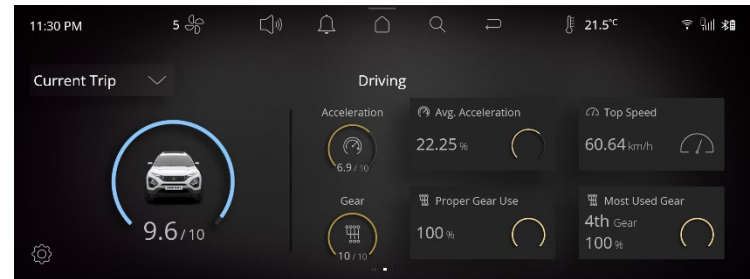 11:30 PM
5
21.5°C
Current Trip
Driving
9.6/10
Acceleration
6.9 / 10
Avg. Acceleration
22.25 %
Top Speed
60.64 km/h
Gear
10 / 10
Proper Gear Use
100 %
Most Used Gear
4th Gear
100 %